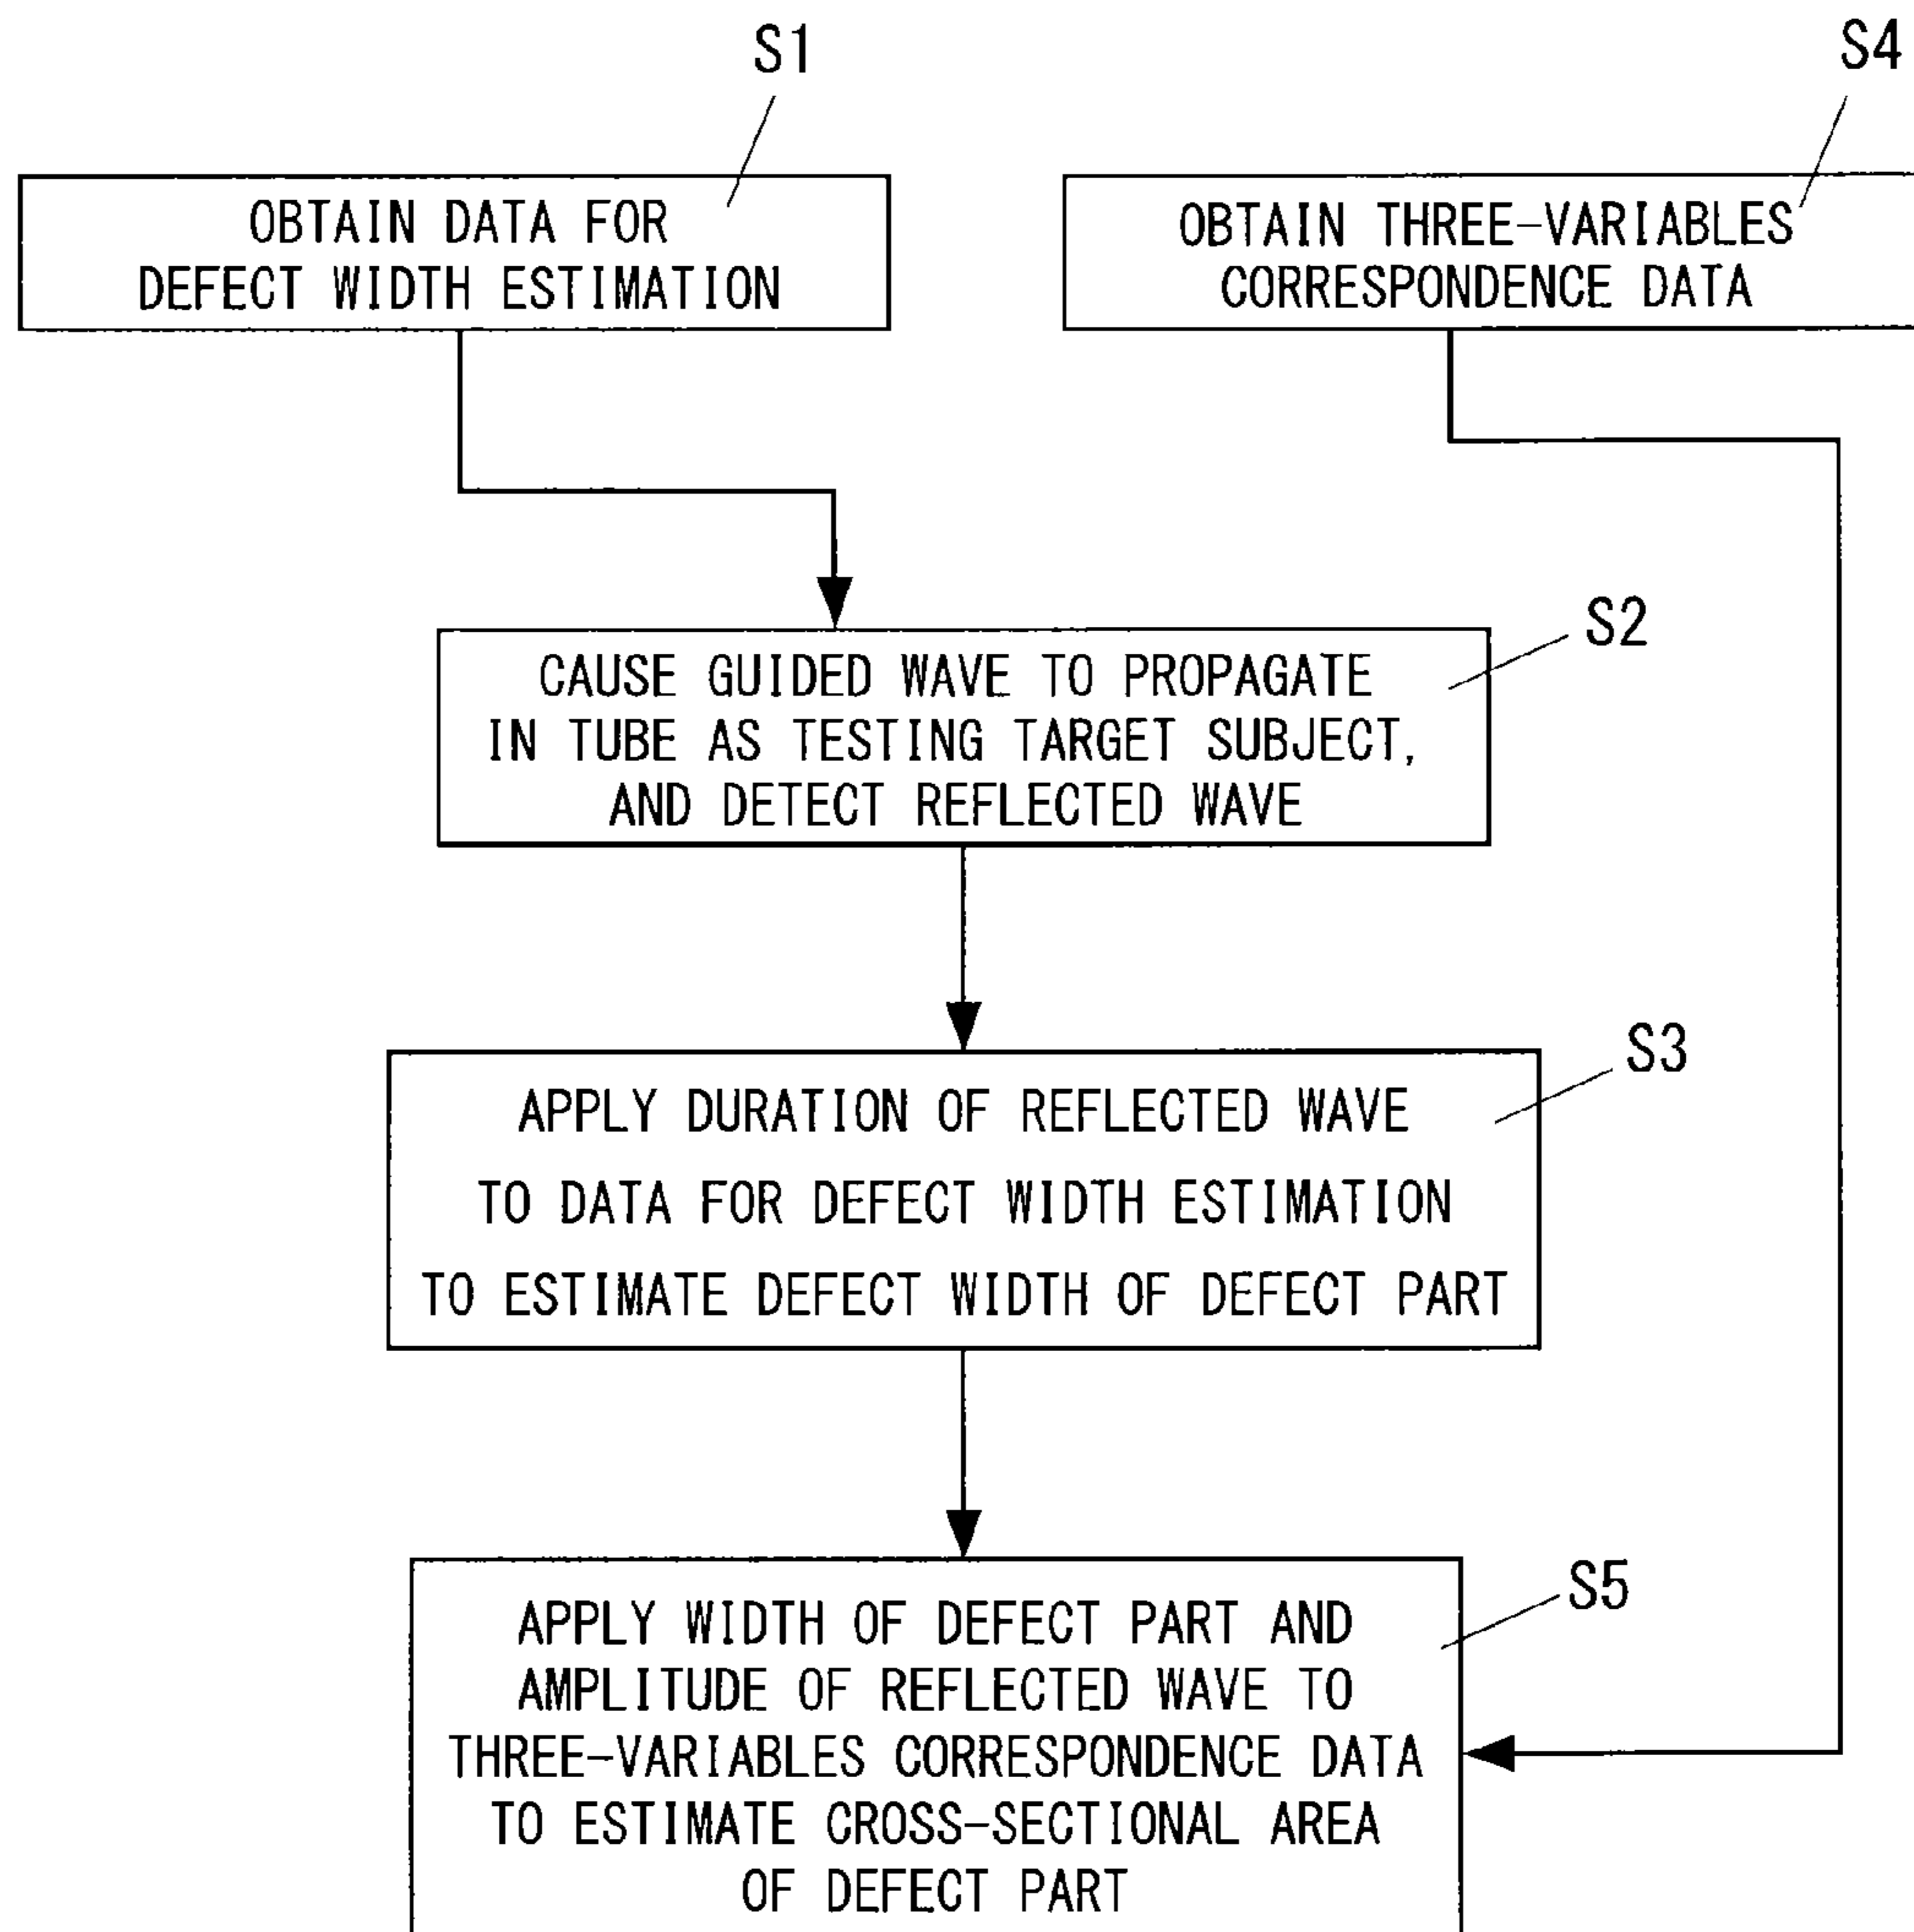 S1
OBTAIN DATA FOR
DEFECT WIDTH ESTIMATION
S4
OBTAIN THREE-VARIABLES
CORRESPONDENCE DATA
S2
CAUSE GUIDED WAVE TO PROPAGATE
IN TUBE AS TESTING TARGET SUBJECT,
AND DETECT REFLECTED WAVE
S3
APPLY DURATION OF REFLECTED WAVE
TO DATA FOR DEFECT WIDTH ESTIMATION
TO ESTIMATE DEFECT WIDTH OF DEFECT PART
S5
APPLY WIDTH OF DEFECT PART AND
AMPLITUDE OF REFLECTED WAVE TO
THREE-VARIABLES CORRESPONDENCE DATA
TO ESTIMATE CROSS-SECTIONAL AREA
OF DEFECT PART